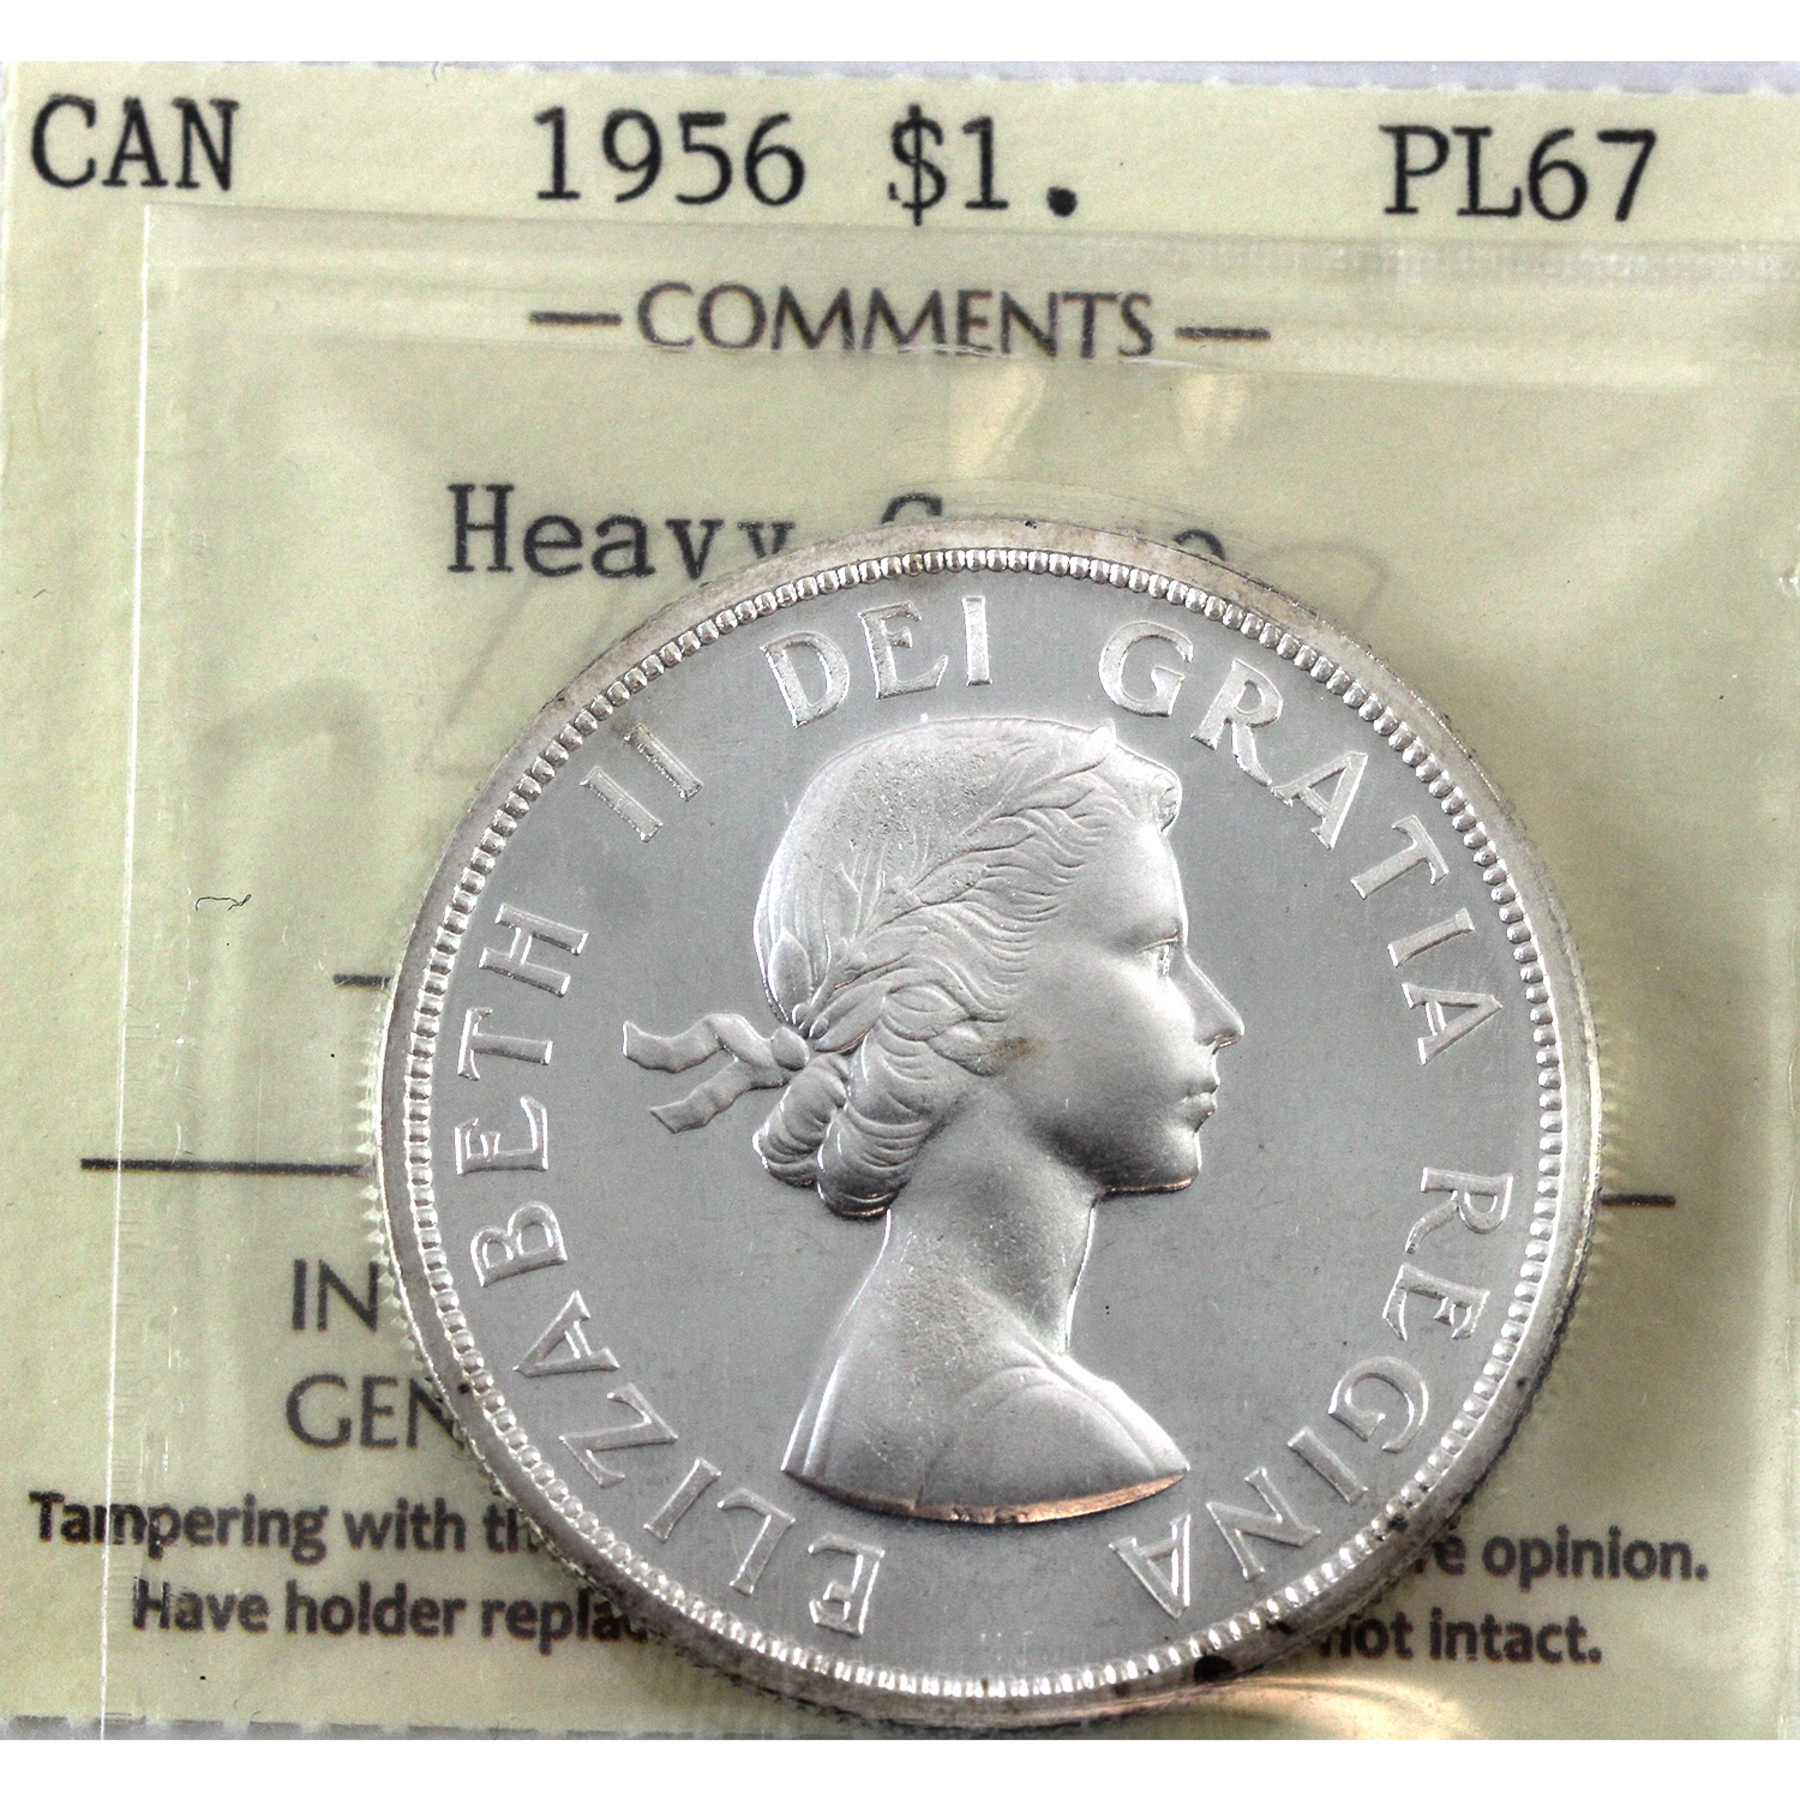 CAN 1956 $1. PL67
COMMENTS
Heavy
ELIZABETH II DEI GRATIA REGINA
IN
GEN
Tampering with th
opinion.
Have holder repla
not intact.